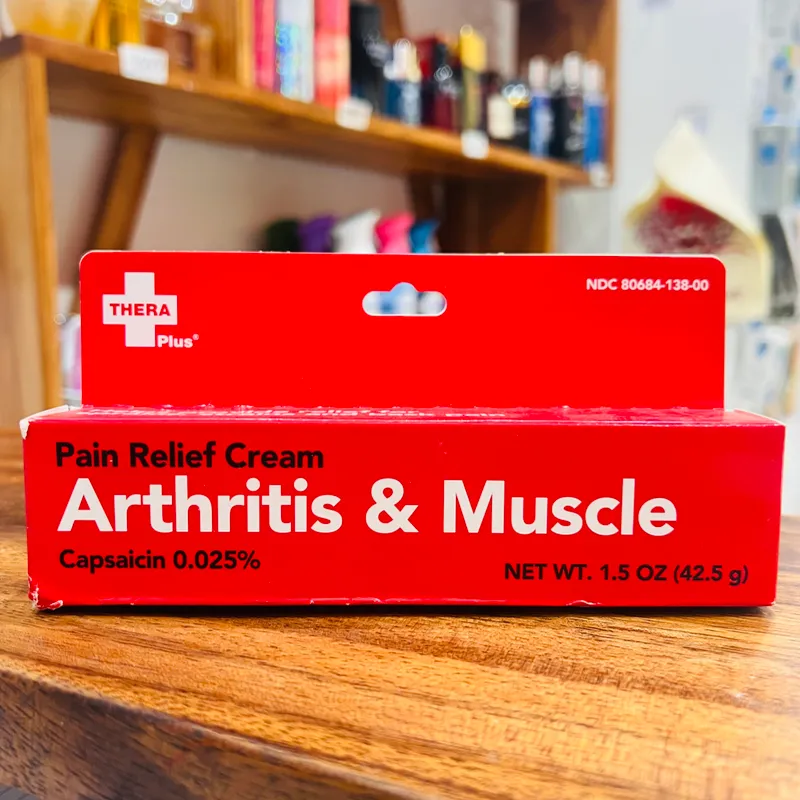 THERA
Plus®
NDC 80684-138-00
Pain Relief Cream
Arthritis & Muscle
Capsaicin 0.025%
NET WT. 1.5 OZ (42.5 g)